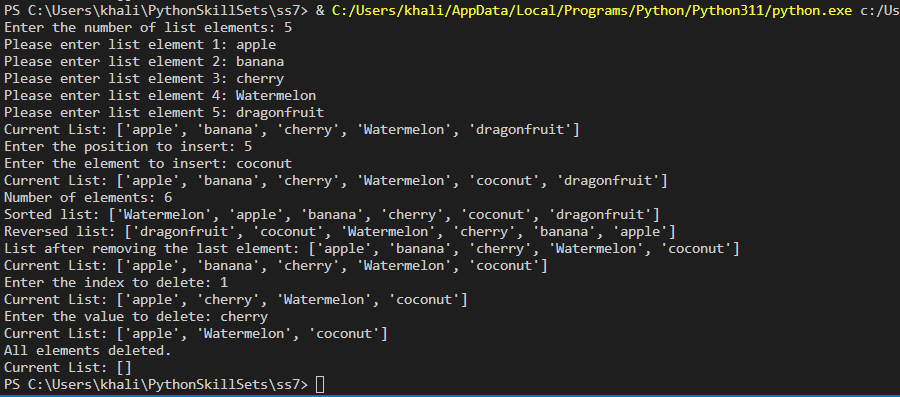 PS C:\Users\khali\PythonSkillSets\ss7> & C:/Users/khali/AppData/Local/Programs/Python/Python311/python.exe c:/Us
Enter the number of list elements: 5
Please enter list element 1: apple
Please enter list element 2: banana
Please enter list element 3: cherry
Please enter list element 4: Watermelon
Please enter list element 5: dragonfruit
Current List: ['apple', 'banana', 'cherry', 'Watermelon', 'dragonfruit']
Enter the position to insert: 5
Enter the element to insert: coconut
Current List: ['apple', 'banana', 'cherry', 'Watermelon', 'coconut', 'dragonfruit']
Number of elements: 6
Sorted list: ['Watermelon', 'apple', 'banana', 'cherry', 'coconut', 'dragonfruit']
Reversed list: ['dragonfruit', 'coconut', 'Watermelon', 'cherry', 'banana', 'apple']
List after removing the last element: ['apple', 'banana', 'cherry', 'Watermelon', 'coconut']
Current List: ['apple', 'banana', 'cherry', 'Watermelon', 'coconut']
Enter the index to delete: 1
Current List: ['apple', 'cherry', 'Watermelon', 'coconut']
Enter the value to delete: cherry
Current List: ['apple', 'Watermelon', 'coconut']
All elements deleted.
Current List: []
PS C:\Users\khali\PythonSkillSets\ss7>